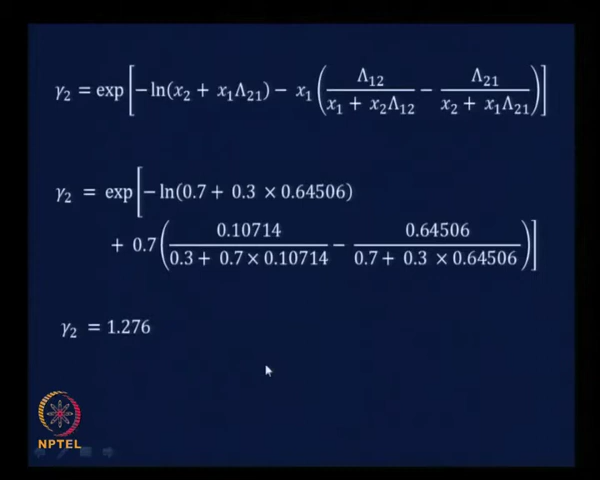 γ₂ = exp[−ln(x₂ + x₁Λ₂₁) − x₁(Λ₁₂/(x₁ + x₂Λ₁₂) − Λ₂₁/(x₂ + x₁Λ₂₁))]
γ₂ = exp[−ln(0.7 + 0.3 × 0.64506)
+ 0.7(0.10714/(0.3 + 0.7 × 0.10714) − 0.64506/(0.7 + 0.3 × 0.64506))]
γ₂ = 1.276
NPTEL